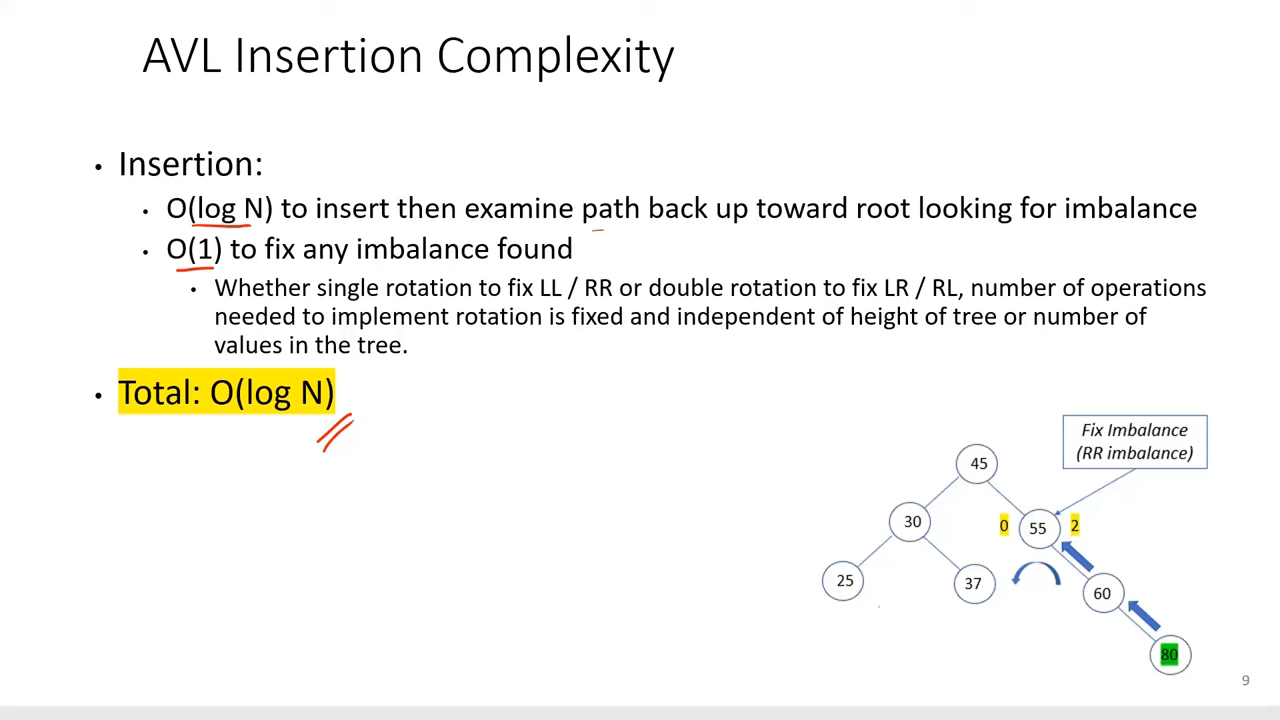 AVL Insertion Complexity
• Insertion:
• O(log N) to insert then examine path back up toward root looking for imbalance
• O(1) to fix any imbalance found
• Whether single rotation to fix LL / RR or double rotation to fix LR / RL, number of operations
needed to implement rotation is fixed and independent of height of tree or number of
values in the tree.
• Total: O(log N)
Fix Imbalance
(RR imbalance)
45
30
0
55
2
25
37
60
80
9